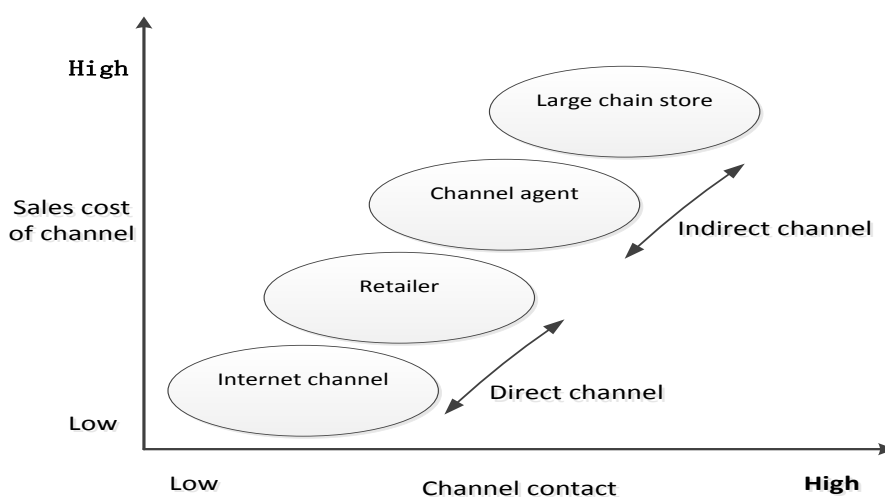 High
Large chain store
Channel agent
Sales cost
of channel
Indirect channel
Retailer
Internet channel
Direct channel
Low
Low
Channel contact
High